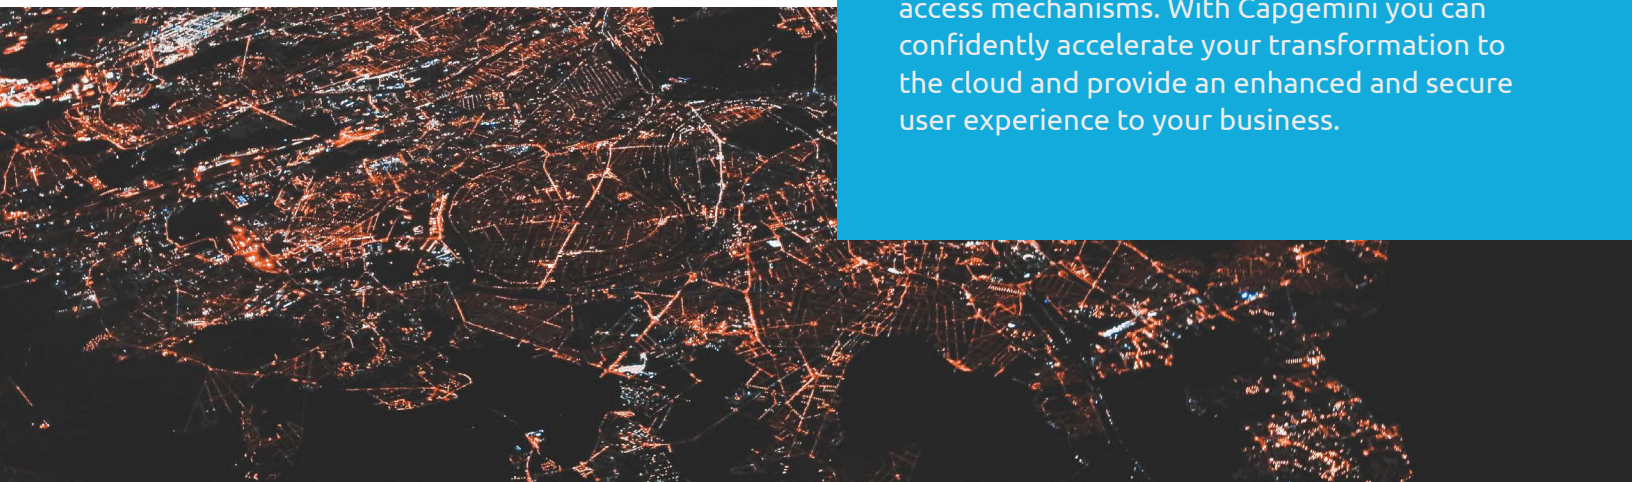 access mechanisms. With Capgemini you can
confidently accelerate your transformation to
the cloud and provide an enhanced and secure
user experience to your business.